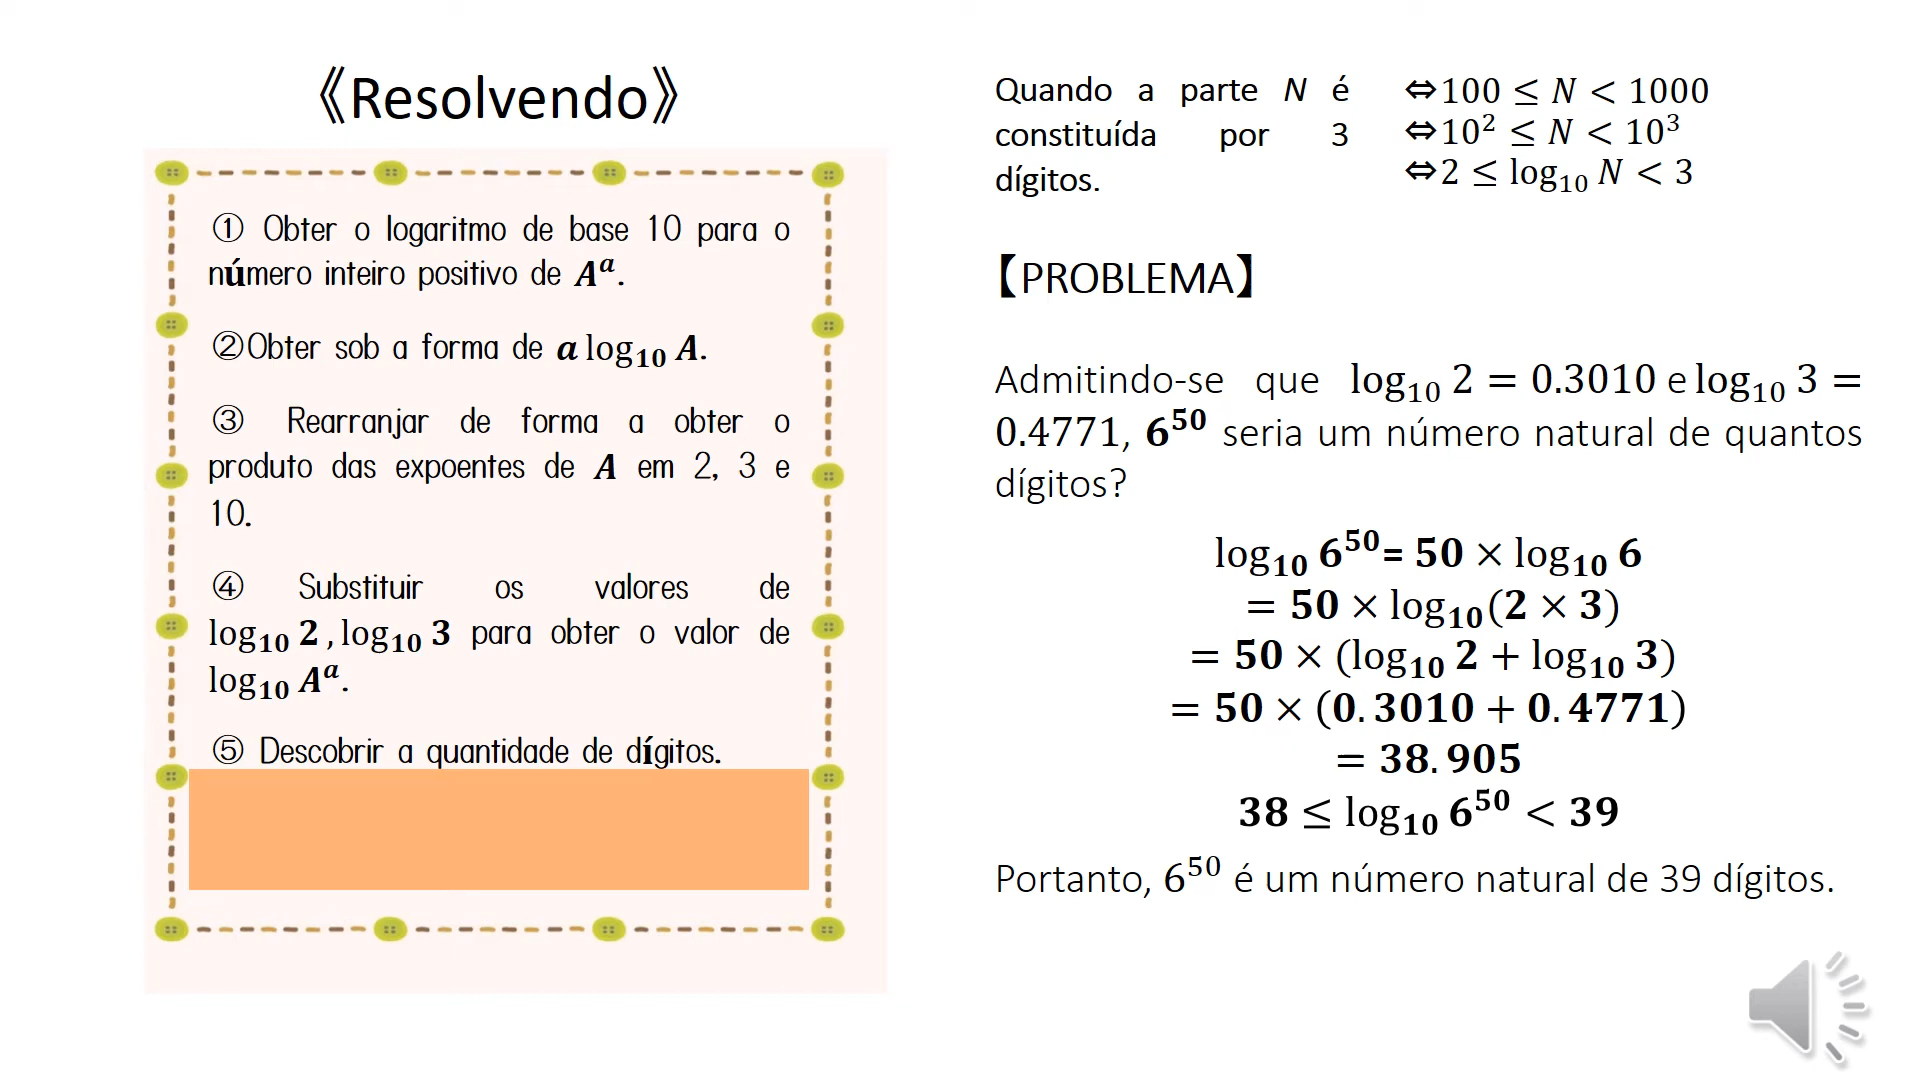 《Resolvendo》
① Obter o logaritmo de base 10 para o
número inteiro positivo de 𝑨ᵃ.
②Obter sob a forma de 𝒂 log₁₀ 𝑨.
③ Rearranjar de forma a obter o
produto das expoentes de 𝑨 em 2, 3 e
10.
④ Substituir os valores de
log₁₀ 2 , log₁₀ 3 para obter o valor de
log₁₀ 𝑨ᵃ.
⑤ Descobrir a quantidade de dígitos.
Quando a parte N é
constituída por 3
dígitos.
⇔100 ≤ N < 1000
⇔10² ≤ N < 10³
⇔2 ≤ log₁₀ N < 3
【PROBLEMA】
Admitindo-se que log₁₀ 2 = 0.3010 e log₁₀ 3 =
0.4771, 6⁵⁰ seria um número natural de quantos
dígitos?
log₁₀ 6⁵⁰= 50 × log₁₀ 6
= 50 × log₁₀(2 × 3)
= 50 × (log₁₀ 2 + log₁₀ 3)
= 50 × (0.3010 + 0.4771)
= 38.905
38 ≤ log₁₀ 6⁵⁰ < 39
Portanto, 6⁵⁰ é um número natural de 39 dígitos.